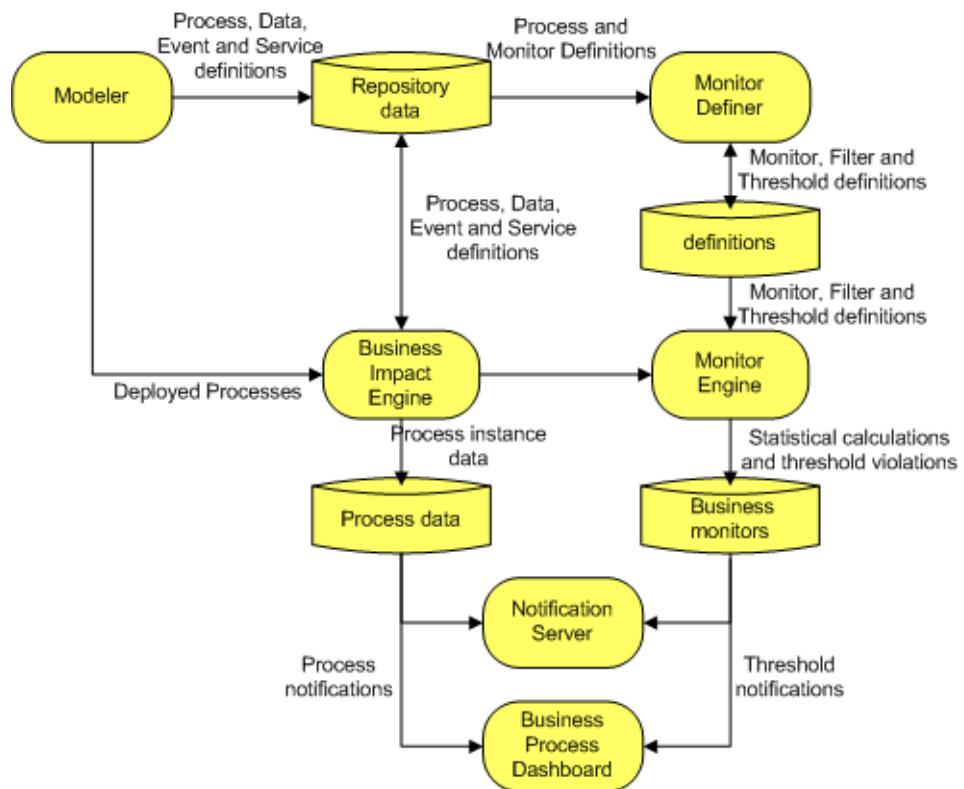 Process, Data,
Event and Service
definitions
Process and
Monitor Definitions
Modeler
Repository
data
Monitor
Definer
Monitor, Filter and
Threshold definitions
Process, Data,
Event and Service
definitions
definitions
Monitor, Filter and
Threshold definitions
Business
Impact
Engine
Monitor
Engine
Deployed Processes
Process instance
data
Statistical calculations
and threshold violations
Process data
Business
monitors
Notification
Server
Process
notifications
Threshold
notifications
Business
Process
Dashboard